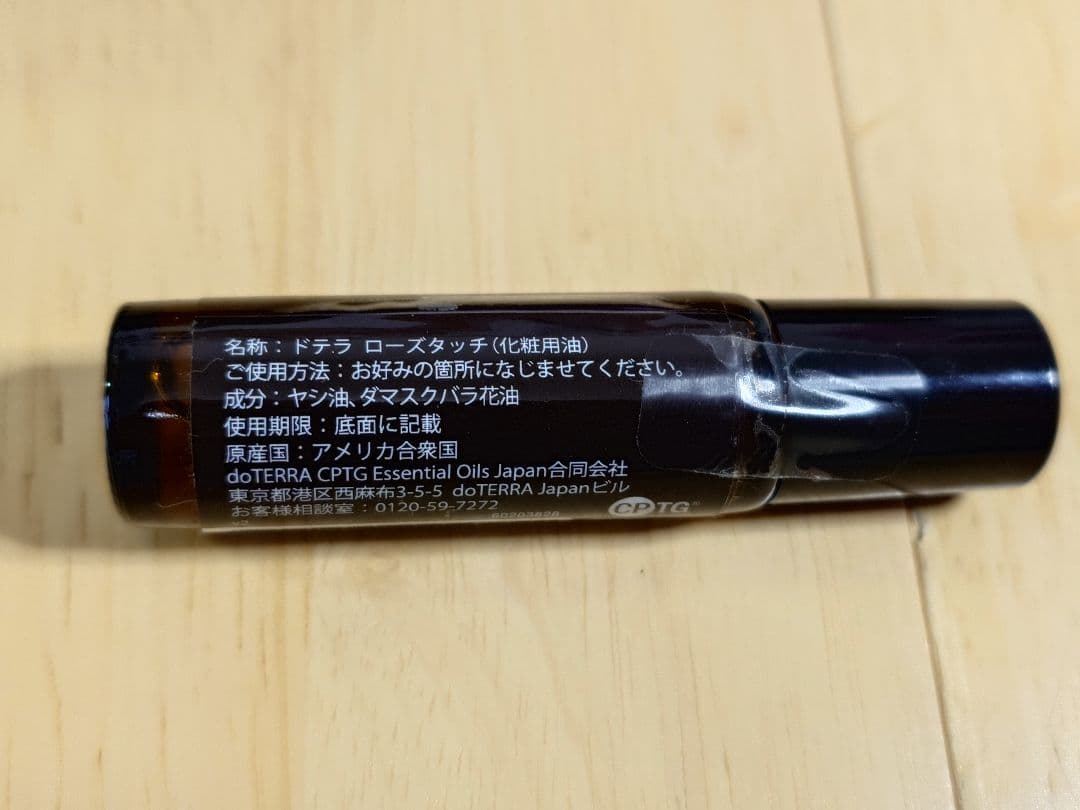 名称：ドテラ ローズタッチ（化粧用油）
ご使用方法：お好みの箇所になじませてください。
成分：ヤシ油、ダマスクバラ花油
使用期限：底面に記載
原産国：アメリカ合衆国
doTERRA CPTG Essential Oils Japan合同会社
東京都港区西麻布3-5-5 doTERRA Japanビル
お客様相談室：0120-59-7272
CPTG®